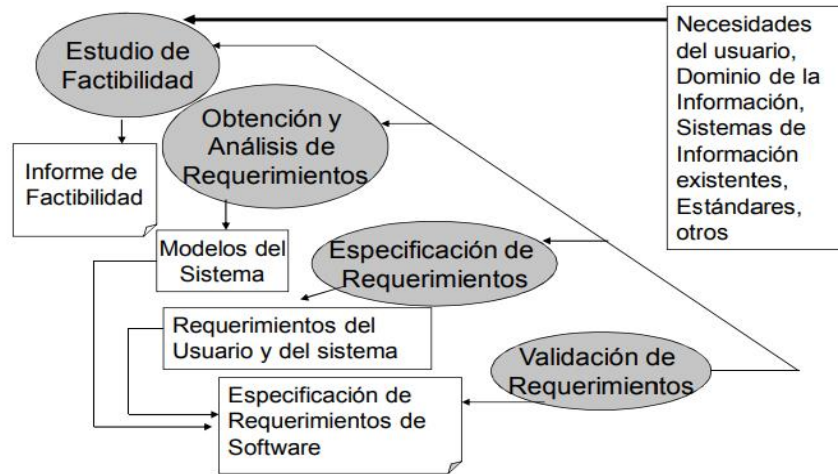 Estudio de
Factibilidad
Necesidades
del usuario,
Dominio de la
Información,
Sistemas de
Información
existentes,
Estándares,
otros
Obtención y
Análisis de
Requerimientos
Informe de
Factibilidad
Modelos del
Sistema
Especificación de
Requerimientos
Requerimientos del
Usuario y del sistema
Validación de
Requerimientos
Especificación de
Requerimientos de
Software